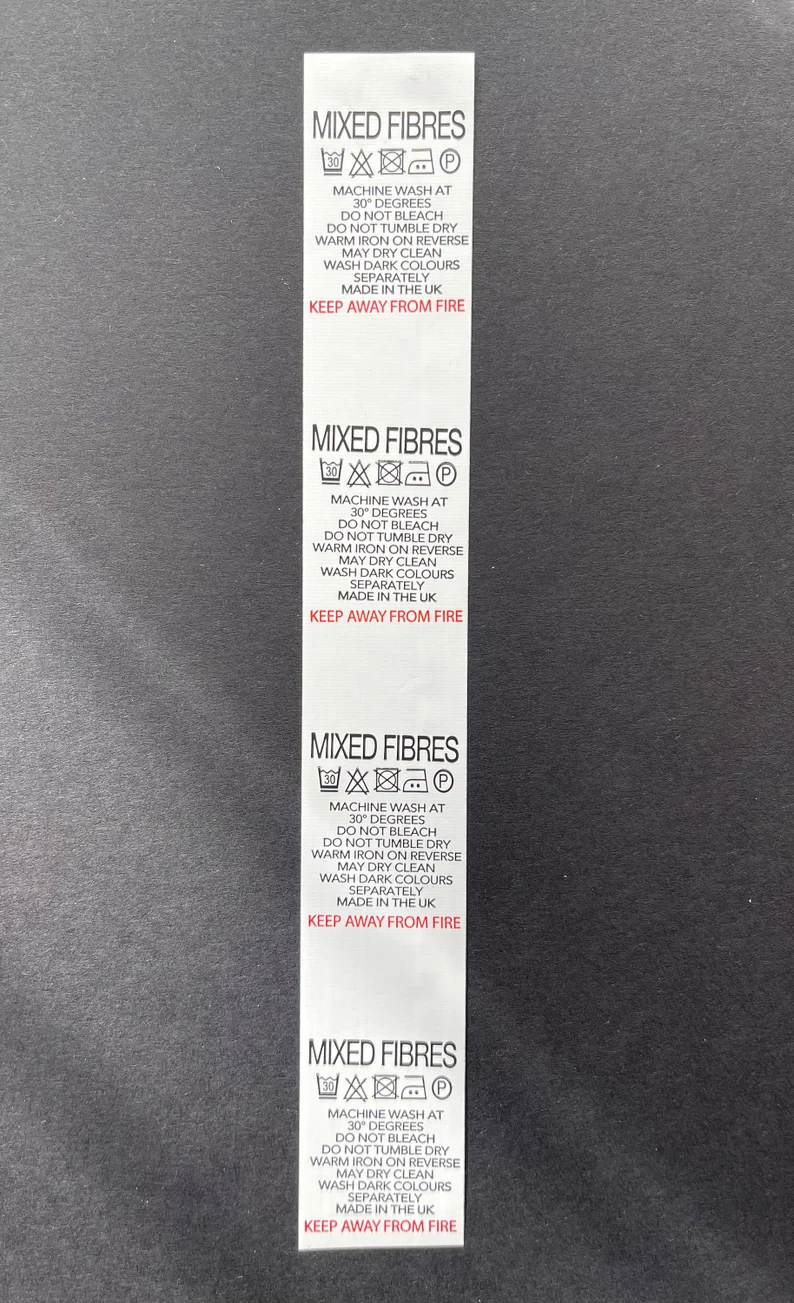 MIXED FIBRES
30 P
MACHINE WASH AT
30° DEGREES
DO NOT BLEACH
DO NOT TUMBLE DRY
WARM IRON ON REVERSE
MAY DRY CLEAN
WASH DARK COLOURS
SEPARATELY
MADE IN THE UK
KEEP AWAY FROM FIRE
MIXED FIBRES
30 P
MACHINE WASH AT
30° DEGREES
DO NOT BLEACH
DO NOT TUMBLE DRY
WARM IRON ON REVERSE
MAY DRY CLEAN
WASH DARK COLOURS
SEPARATELY
MADE IN THE UK
KEEP AWAY FROM FIRE
MIXED FIBRES
30 P
MACHINE WASH AT
30° DEGREES
DO NOT BLEACH
DO NOT TUMBLE DRY
WARM IRON ON REVERSE
MAY DRY CLEAN
WASH DARK COLOURS
SEPARATELY
MADE IN THE UK
KEEP AWAY FROM FIRE
MIXED FIBRES
30 P
MACHINE WASH AT
30° DEGREES
DO NOT BLEACH
DO NOT TUMBLE DRY
WARM IRON ON REVERSE
MAY DRY CLEAN
WASH DARK COLOURS
SEPARATELY
MADE IN THE UK
KEEP AWAY FROM FIRE